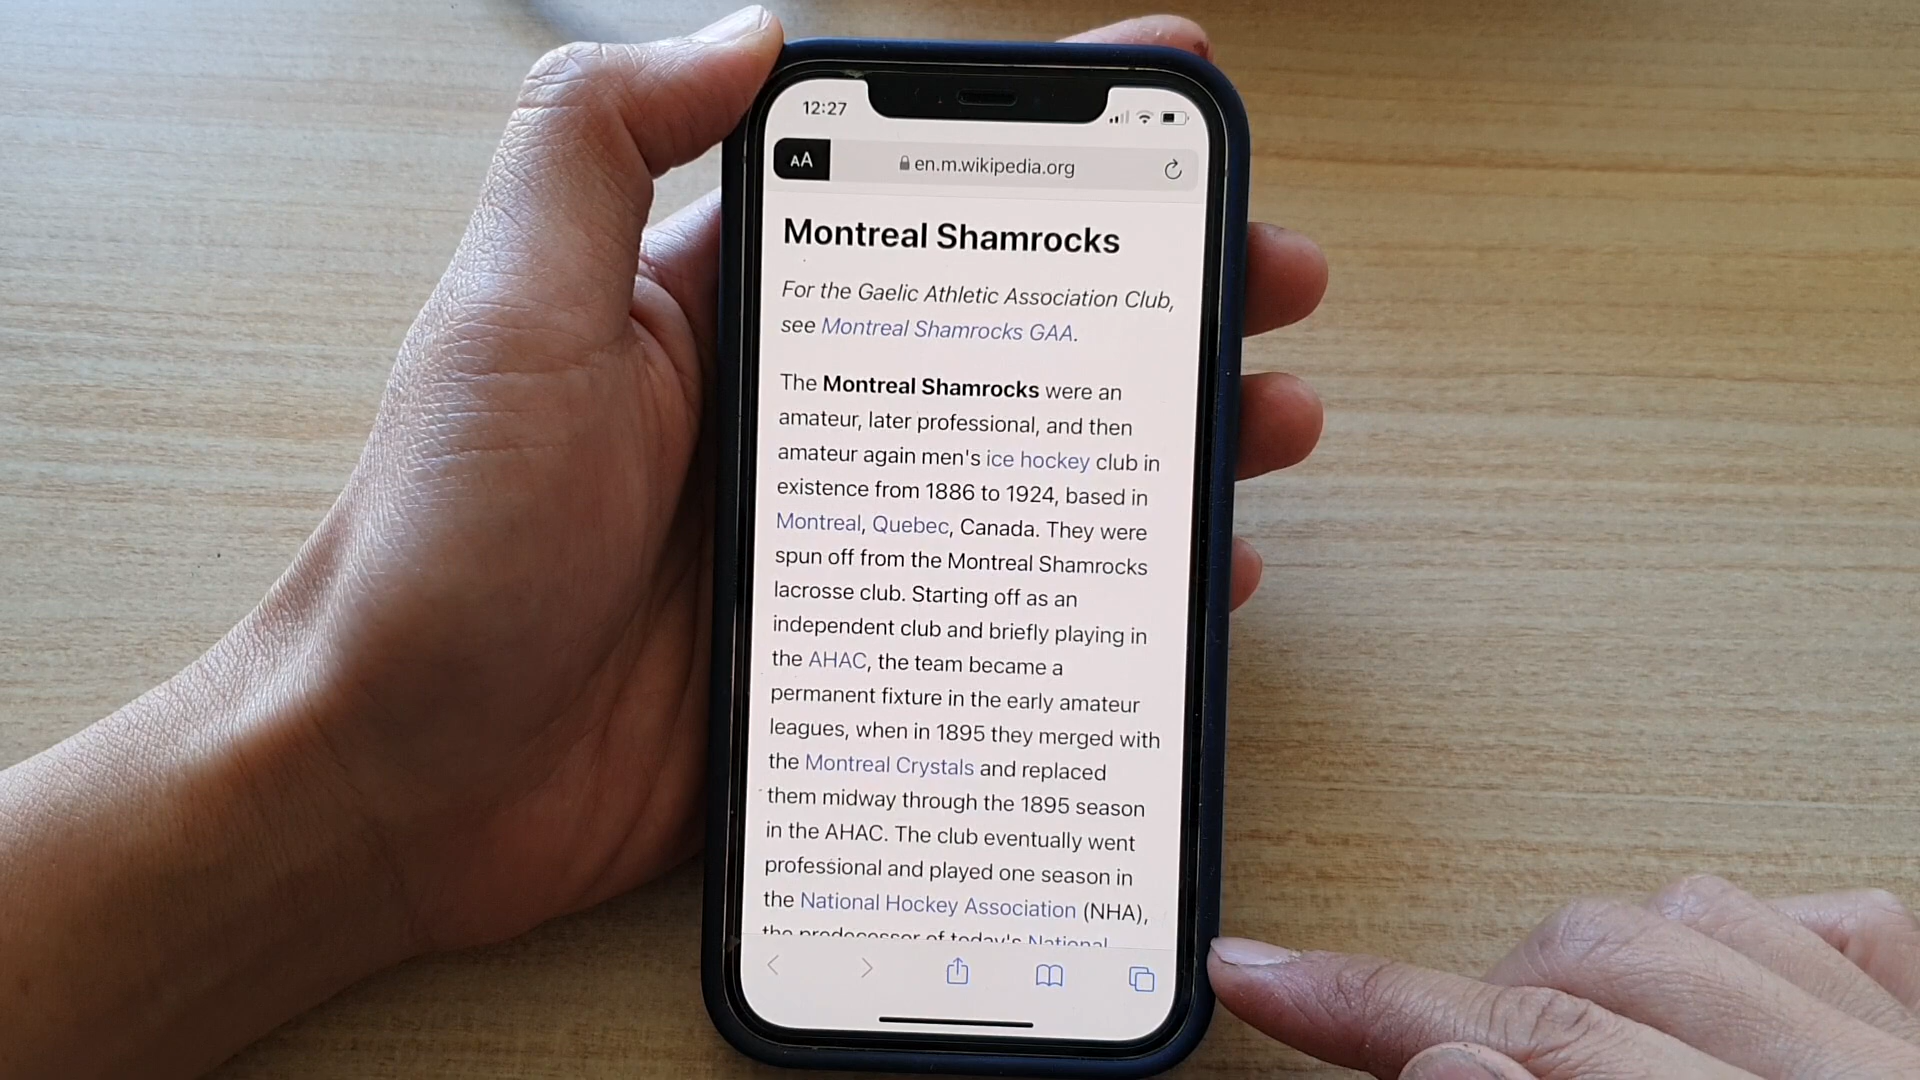 12:27
AA
en.m.wikipedia.org
Montreal Shamrocks
For the Gaelic Athletic Association Club,
see Montreal Shamrocks GAA.
The Montreal Shamrocks were an
amateur, later professional, and then
amateur again men's ice hockey club in
existence from 1886 to 1924, based in
Montreal, Quebec, Canada. They were
spun off from the Montreal Shamrocks
lacrosse club. Starting off as an
independent club and briefly playing in
the AHAC, the team became a
permanent fixture in the early amateur
leagues, when in 1895 they merged with
the Montreal Crystals and replaced
them midway through the 1895 season
in the AHAC. The club eventually went
professional and played one season in
the National Hockey Association (NHA),
the predecessor of today's National